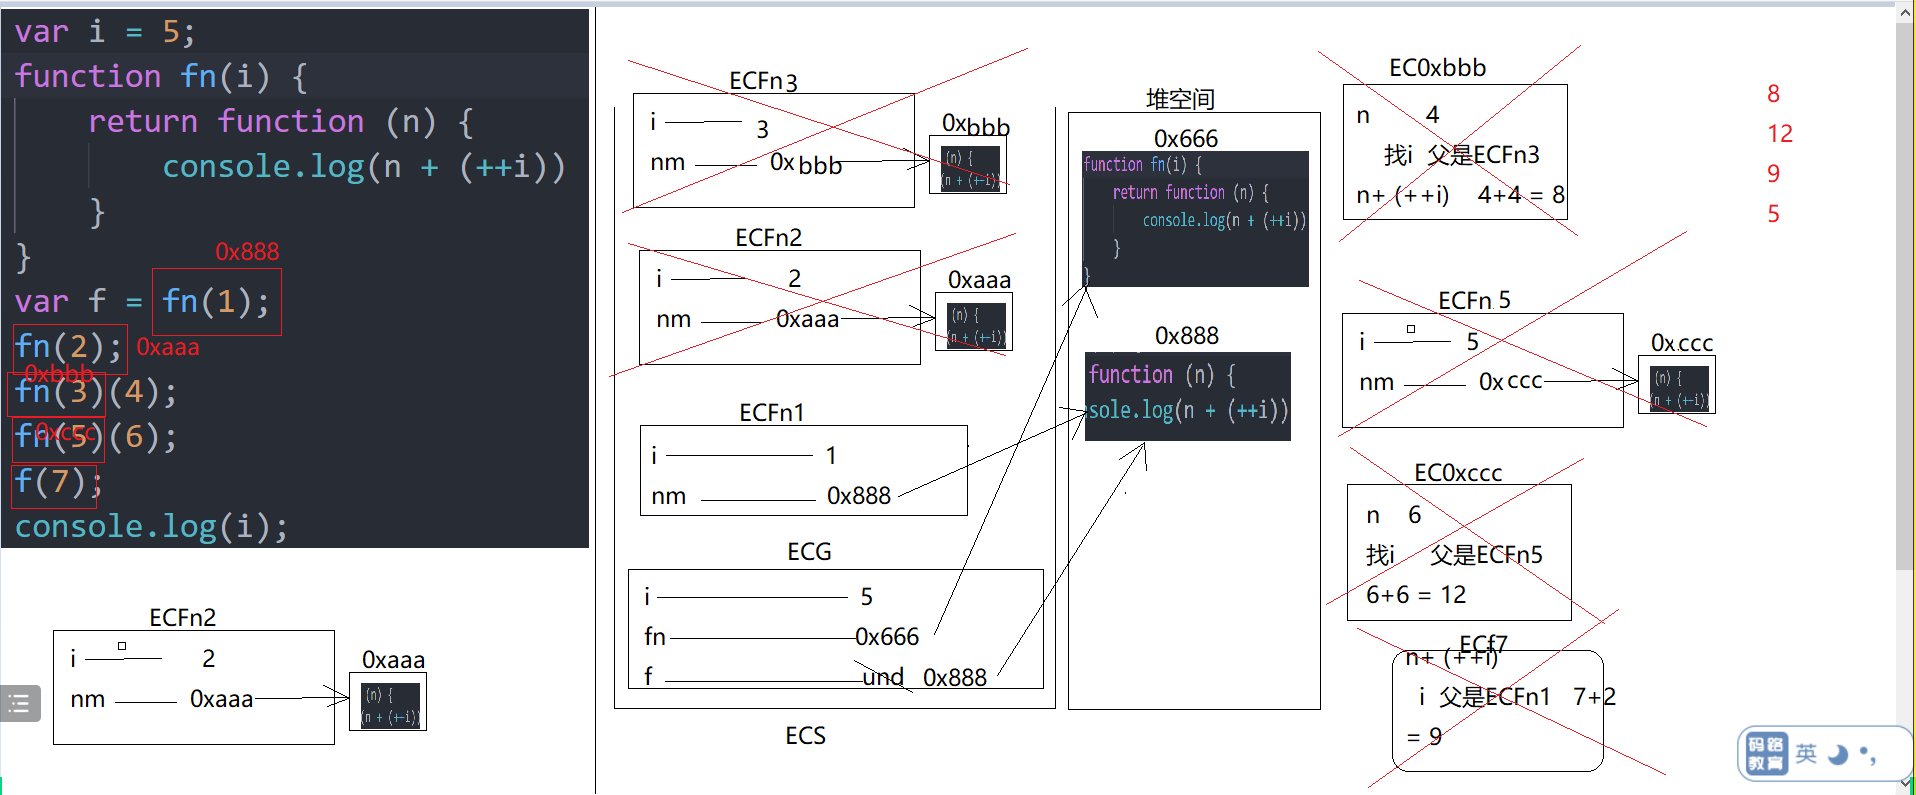 var i = 5;
function fn(i) {
    return function (n) {
        console.log(n + (++i))
    }
}
0x888
var f = fn(1);
fn(2);
0xaaa
0xbbb
fn(3)(4);
0xccc
fn(5)(6);
f(7);
console.log(i);
ECFn2
i 2
nm 0xaaa
0xaaa
(n) {
(n + (++i))
ECFn3
i 3
nm 0xbbb
0xbbb
(n) {
(n + (++i))
ECFn2
i 2
nm 0xaaa
0xaaa
(n) {
(n + (++i))
ECFn1
i 1
nm 0x888
ECG
i 5
fn 0x666
f und 0x888
ECS
堆空间
0x666
function fn(i) {
    return function (n) {
        console.log(n + (++i))
    }
}
0x888
function (n) {
sole.log(n + (++i))
EC0xbbb
n 4
找i 父是ECFn3
n+ (++i) 4+4 = 8
ECFn 5
i 5
nm 0xccc
0x.ccc
(n) {
(n + (++i))
EC0xccc
n 6
找i 父是ECFn5
6+6 = 12
ECf7
n+ (++i)
i 父是ECFn1 7+2
= 9
8
12
9
5
码路
教育
英